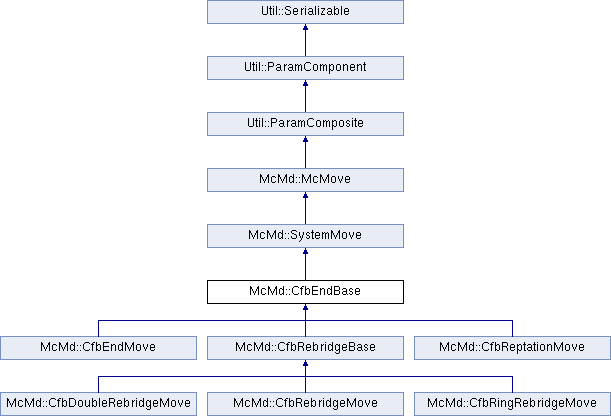 Util::Serializable
Util::ParamComponent
Util::ParamComposite
McMd::McMove
McMd::SystemMove
McMd::CfbEndBase
McMd::CfbEndMove
McMd::CfbRebridgeBase
McMd::CfbReptationMove
McMd::CfbDoubleRebridgeMove
McMd::CfbRebridgeMove
McMd::CfbRingRebridgeMove